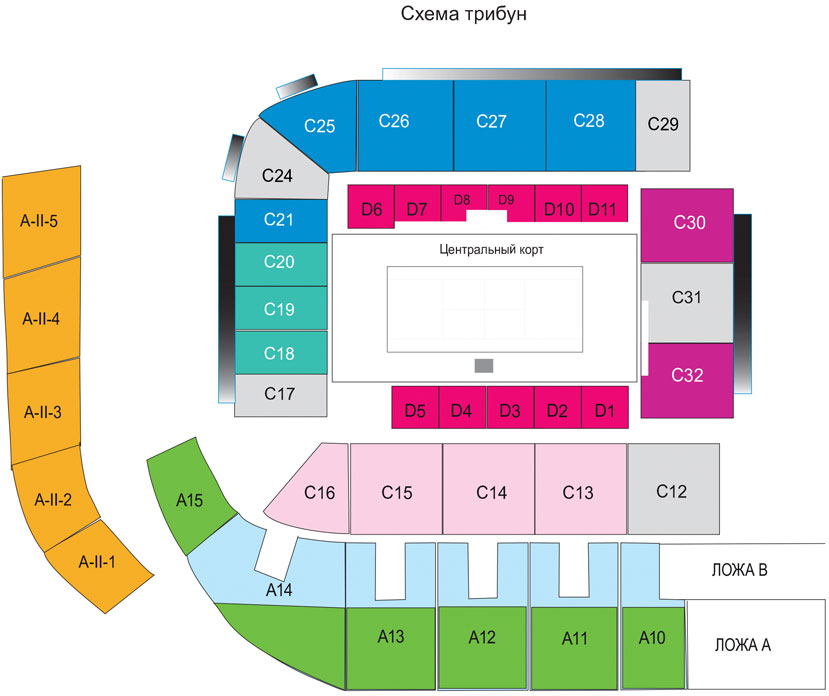 Схема трибун
C25
C26
C27
C28
C29
C24
A-II-5
C21
D6
D7
D8
D9
D10
D11
C30
Центральный корт
C20
A-II-4
C19
C31
C18
C32
C17
A-II-3
D5
D4
D3
D2
D1
A-II-2
A15
C16
C15
C14
C13
C12
A-II-1
A14
ЛОЖА B
A13
A12
A11
A10
ЛОЖА А